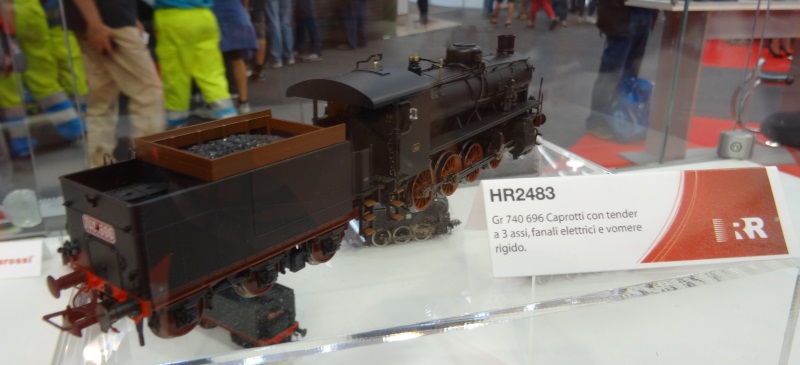 HR2483
Gr 740 696 Caprotti con tender
a 3 assi, fanali elettrici e vomere
rigido.
RR